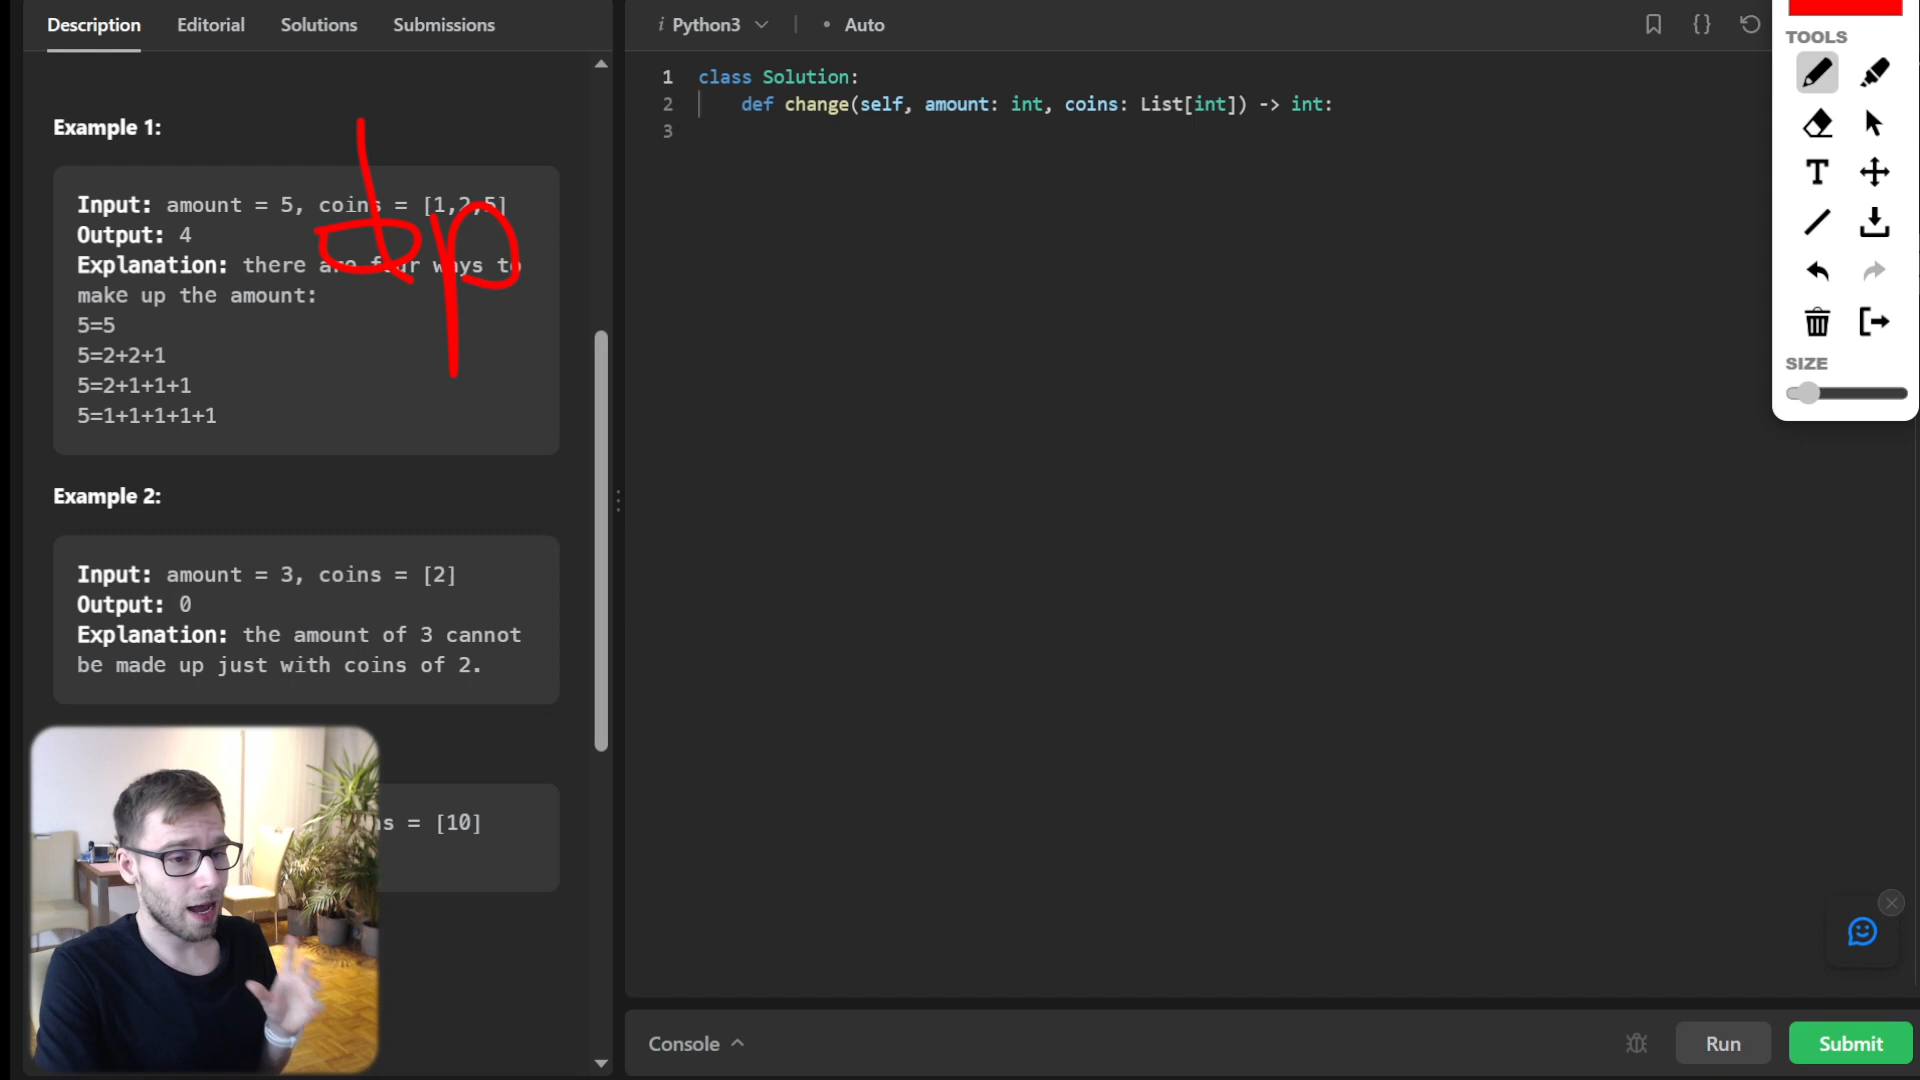 Description Editorial Solutions Submissions
Example 1:
Input: amount = 5, coins = [1,2,5]
Output: 4
Explanation: there are four ways to
make up the amount:
5=5
5=2+2+1
5=2+1+1+1
5=1+1+1+1+1
dp
Example 2:
Input: amount = 3, coins = [2]
Output: 0
Explanation: the amount of 3 cannot
be made up just with coins of 2.
= [10]
i Python3 • Auto
1 class Solution:
2 def change(self, amount: int, coins: List[int]) -> int:
3
Console
Run
Submit
TOOLS
T
SIZE